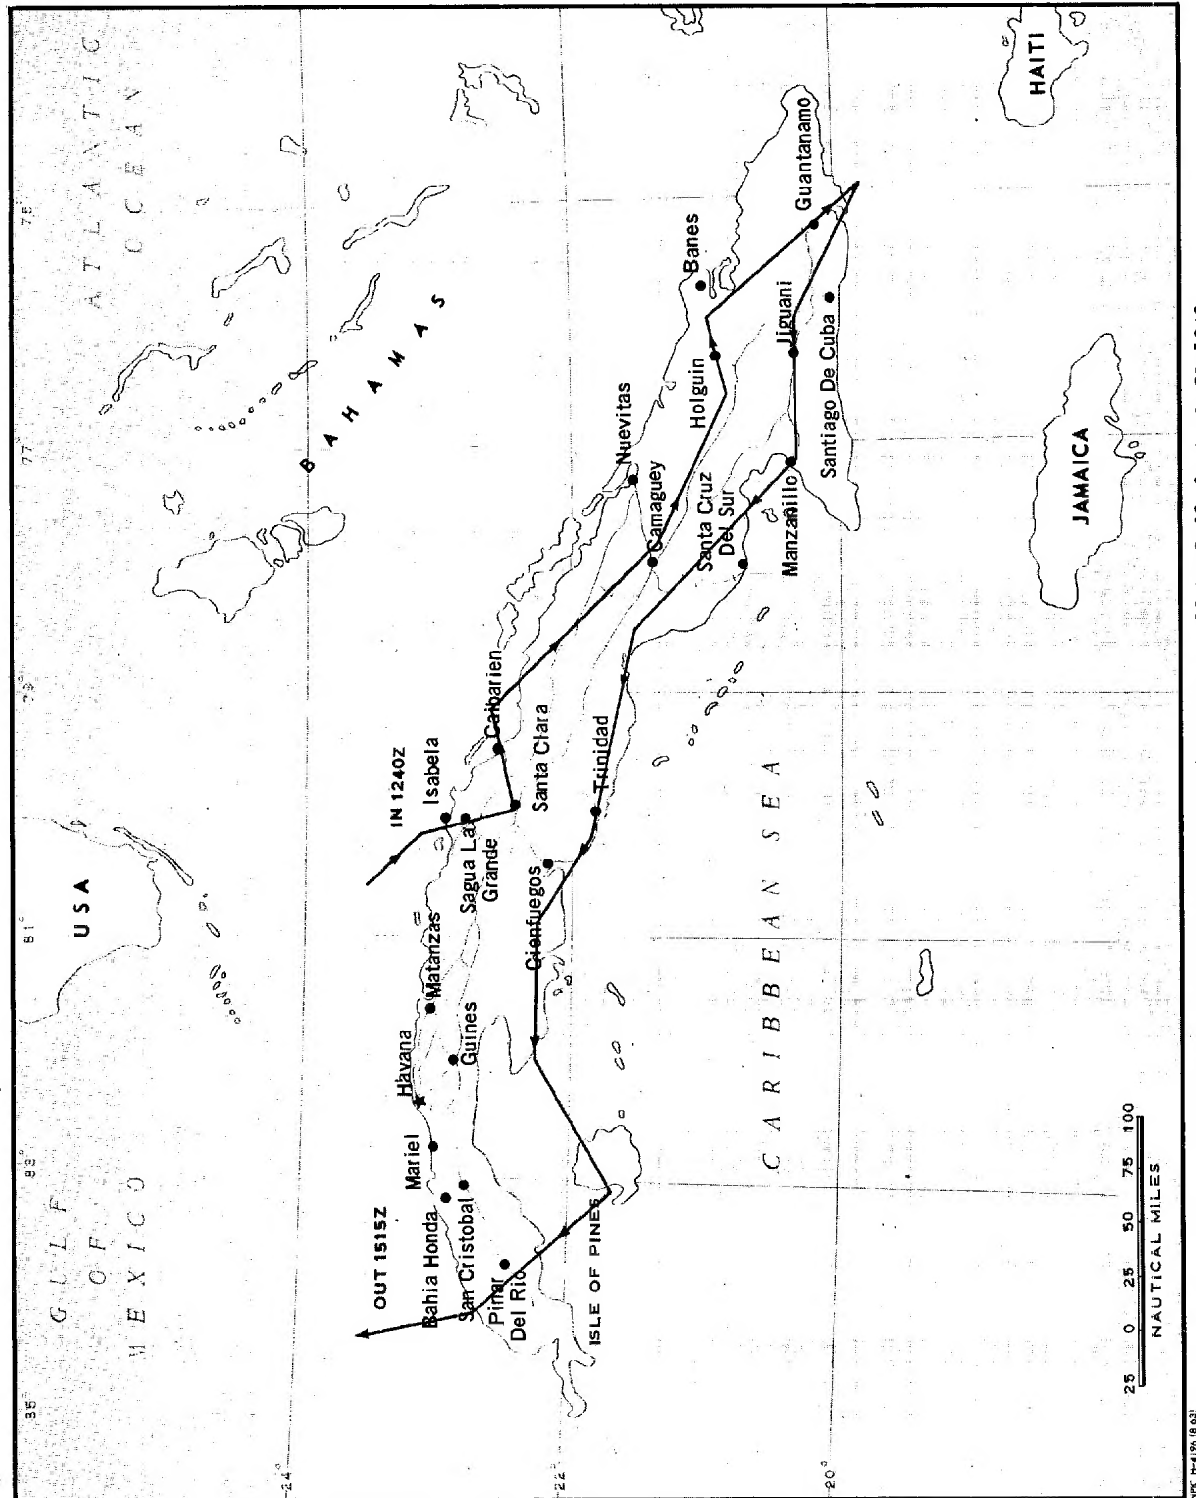 GULF
OF
MEXICO
USA
ATLANTIC
OCEAN
BAHAMAS
85
83
81°
79°
77
75
24°
22°
20°
OUT 1515Z
IN 1240Z
Bahia Honda
Mariel
Havana
Matanzas
Guines
San Cristobal
Pinar
Del Rio
ISLE OF PINES
Isabela
Sagua La
Grande
Caibarien
Santa Clara
Cienfuegos
Trinidad
Nuevitas
Camaguey
Santa Cruz
Del Sur
Manzanillo
Holguin
Banes
Jiguani
Santiago De Cuba
Guantanamo
HAITI
JAMAICA
CARIBBEAN SEA
25 0 25 50 75 100
NAUTICAL MILES